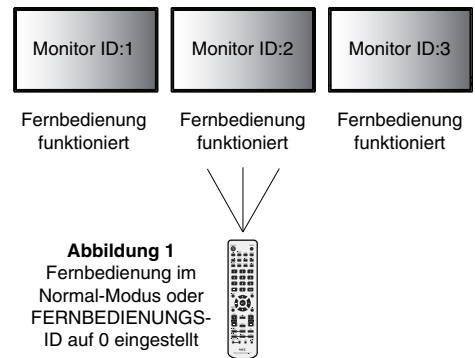 Monitor ID:1
Monitor ID:2
Monitor ID:3
Fernbedienung
funktioniert
Fernbedienung
funktioniert
Fernbedienung
funktioniert
Abbildung 1
Fernbedienung im
Normal-Modus oder
FERNBEDIENUNGS-
ID auf 0 eingestellt